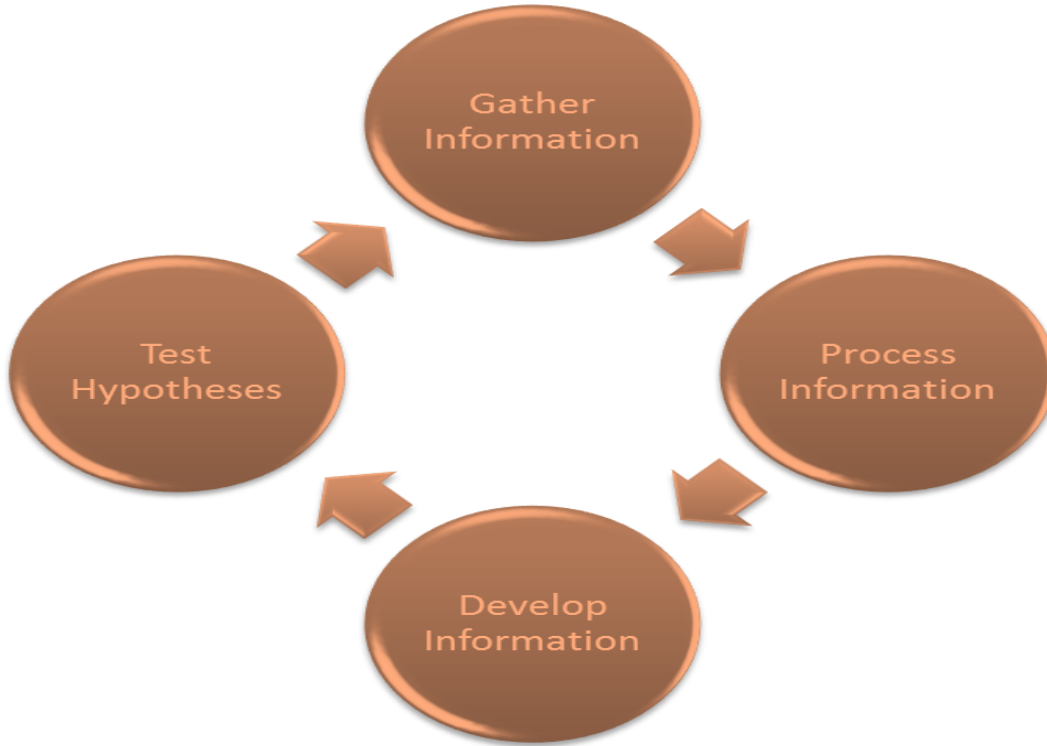 Gather
Information
Process
Information
Develop
Information
Test
Hypotheses